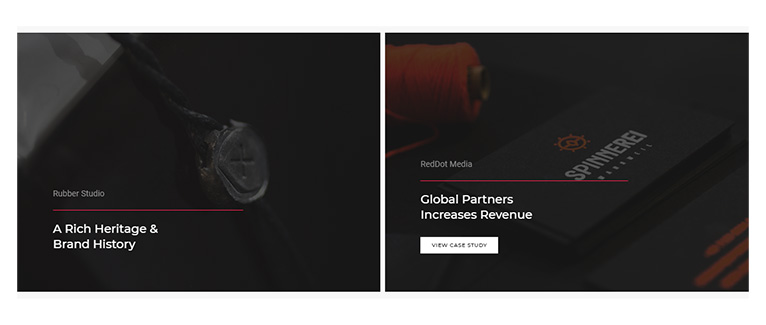 Rubber Studio
A Rich Heritage &
Brand History
RedDot Media
Global Partners
Increases Revenue
VIEW CASE STUDY
SPINNEREI